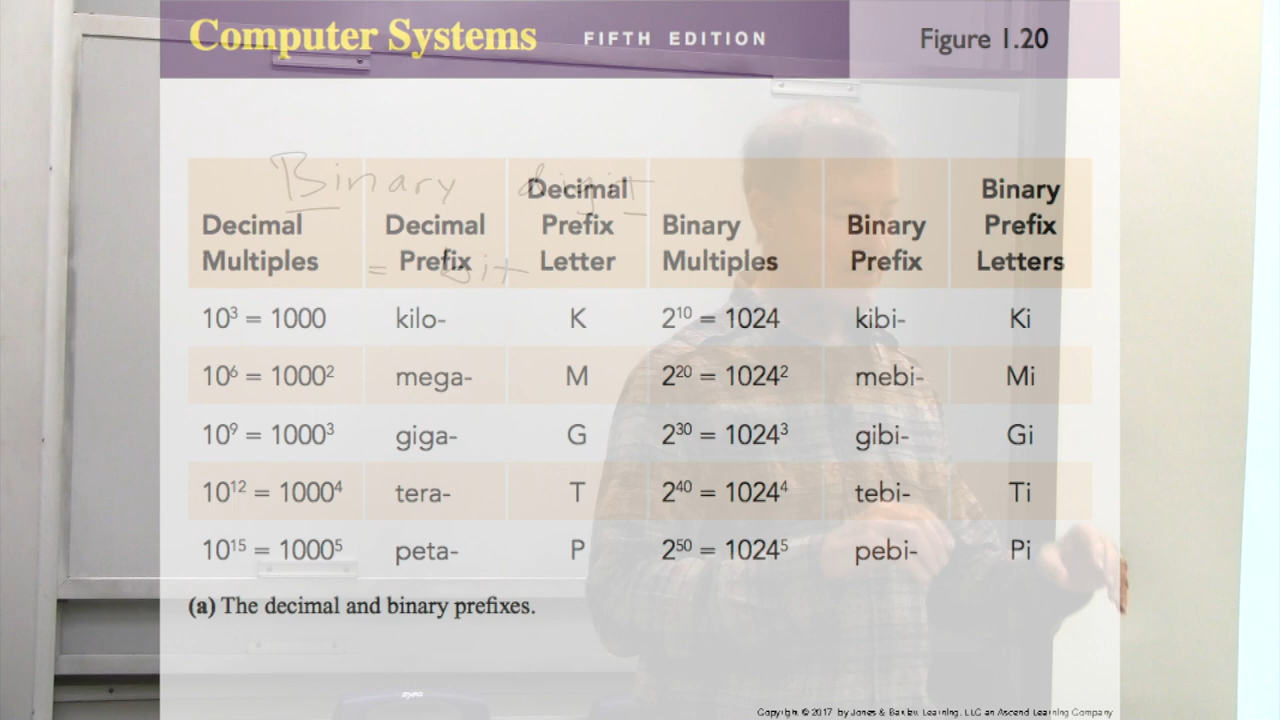 Computer Systems FIFTH EDITION Figure 1.20
Binary digit
= bit
Decimal Multiples
Decimal Prefix
Decimal Prefix Letter
Binary Multiples
Binary Prefix
Binary Prefix Letters
10³ = 1000 kilo- K 2¹⁰ = 1024 kibi- Ki
10⁶ = 1000² mega- M 2²⁰ = 1024² mebi- Mi
10⁹ = 1000³ giga- G 2³⁰ = 1024³ gibi- Gi
10¹² = 1000⁴ tera- T 2⁴⁰ = 1024⁴ tebi- Ti
10¹⁵ = 1000⁵ peta- P 2⁵⁰ = 1024⁵ pebi- Pi
(a) The decimal and binary prefixes.
Copyright © 2017 by Jones & Bartlett Learning, LLC an Ascend Learning Company